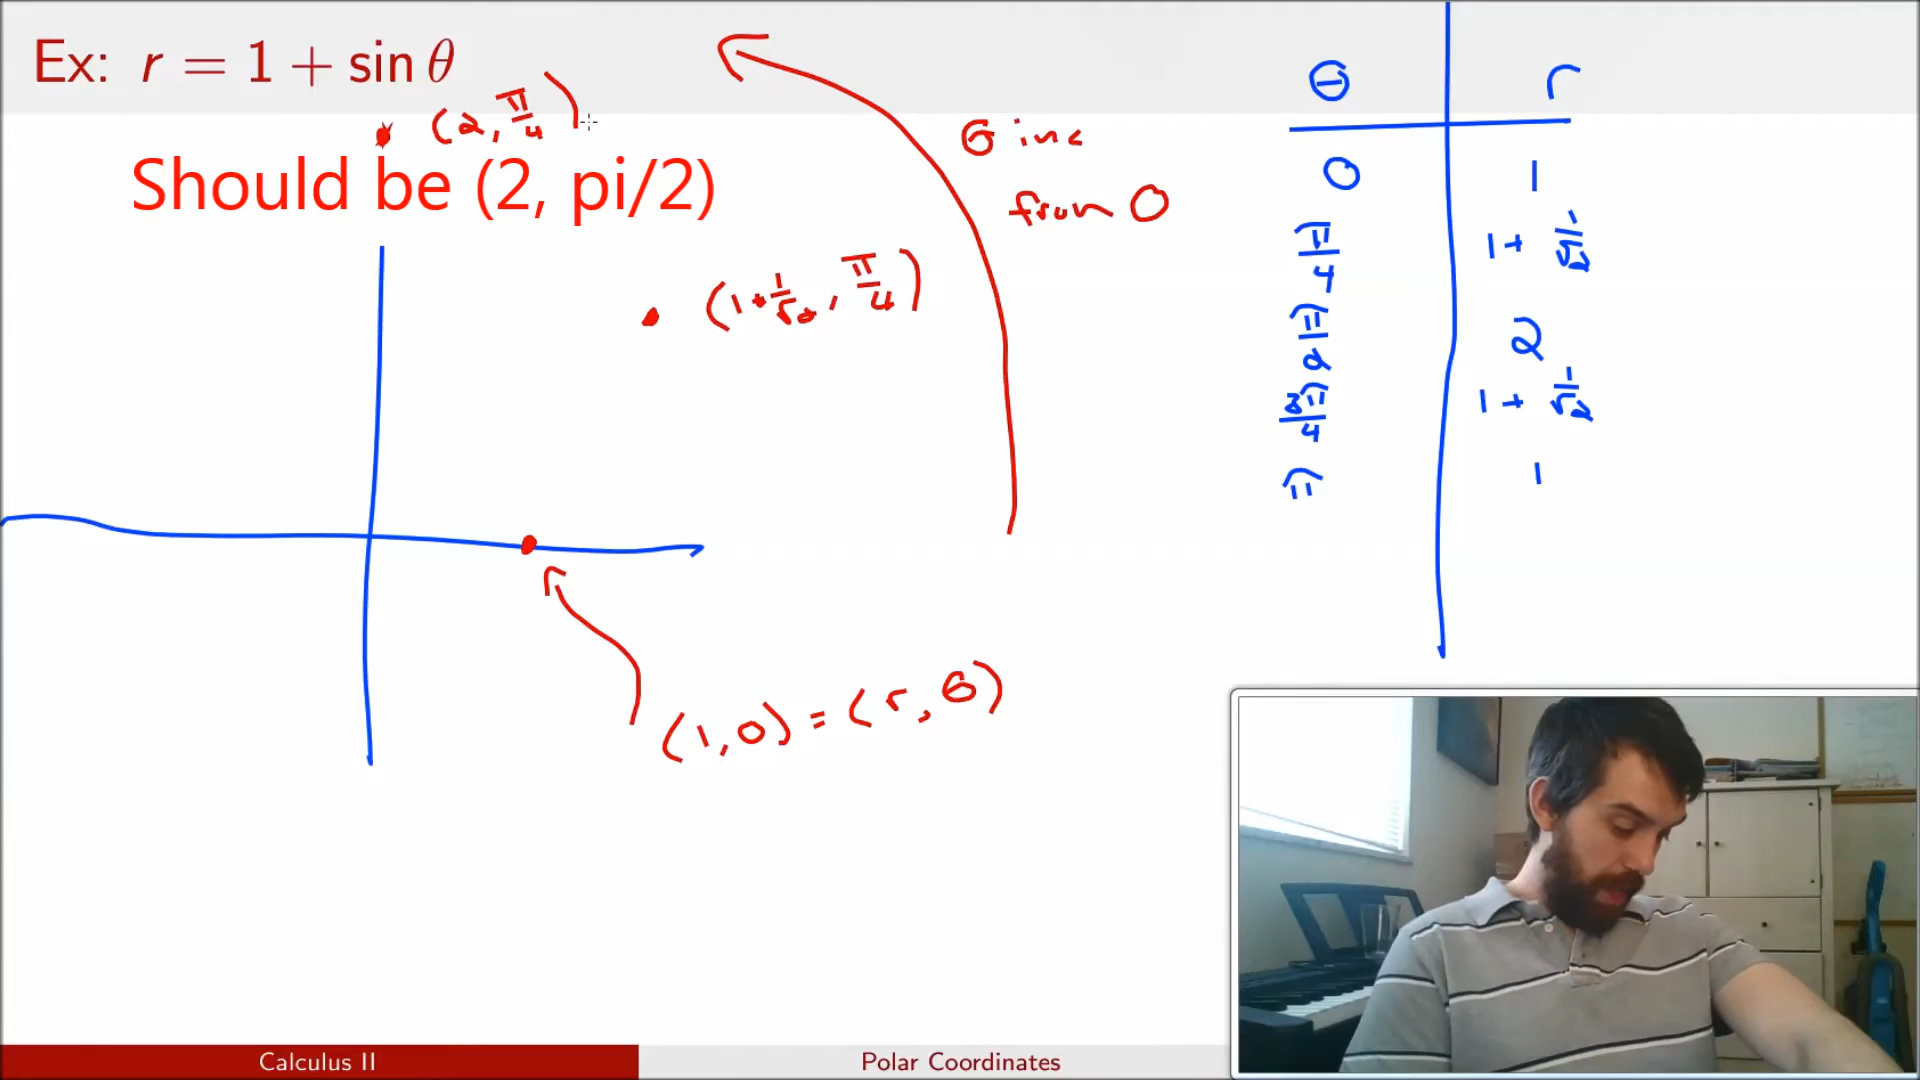 Ex: r = 1 + sin θ
(2, π/4)
Should be (2, pi/2)
θ inc
from 0
(1+1/√2, π/4)
(1,0) = (r, θ)
θ r
0 1
π/4 1 + 1/√2
π/2 2
3π/4 1 + 1/√2
π 1
Calculus II
Polar Coordinates